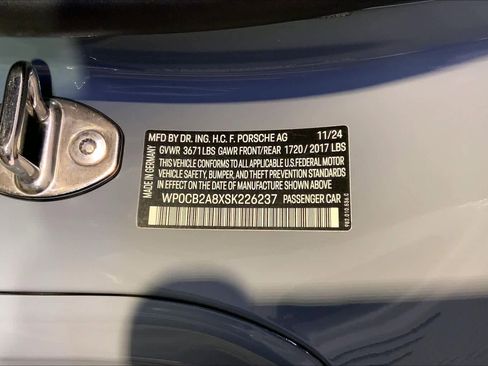 MFD BY DR. ING. H.C. F. PORSCHE AG 11/24
GVWR 3671 LBS GAWR FRONT/REAR 1720 / 2017 LBS
THIS VEHICLE CONFORMS TO ALL APPLICABLE
U.S. FEDERAL MOTOR
VEHICLE SAFETY, BUMPER, AND THEFT PREVENTION STANDARDS
IN EFFECT ON THE DATE OF MANUFACTURE SHOWN ABOVE.
WP0CB2A8XSK226237 PASSENGER CAR
MADE IN GERMANY